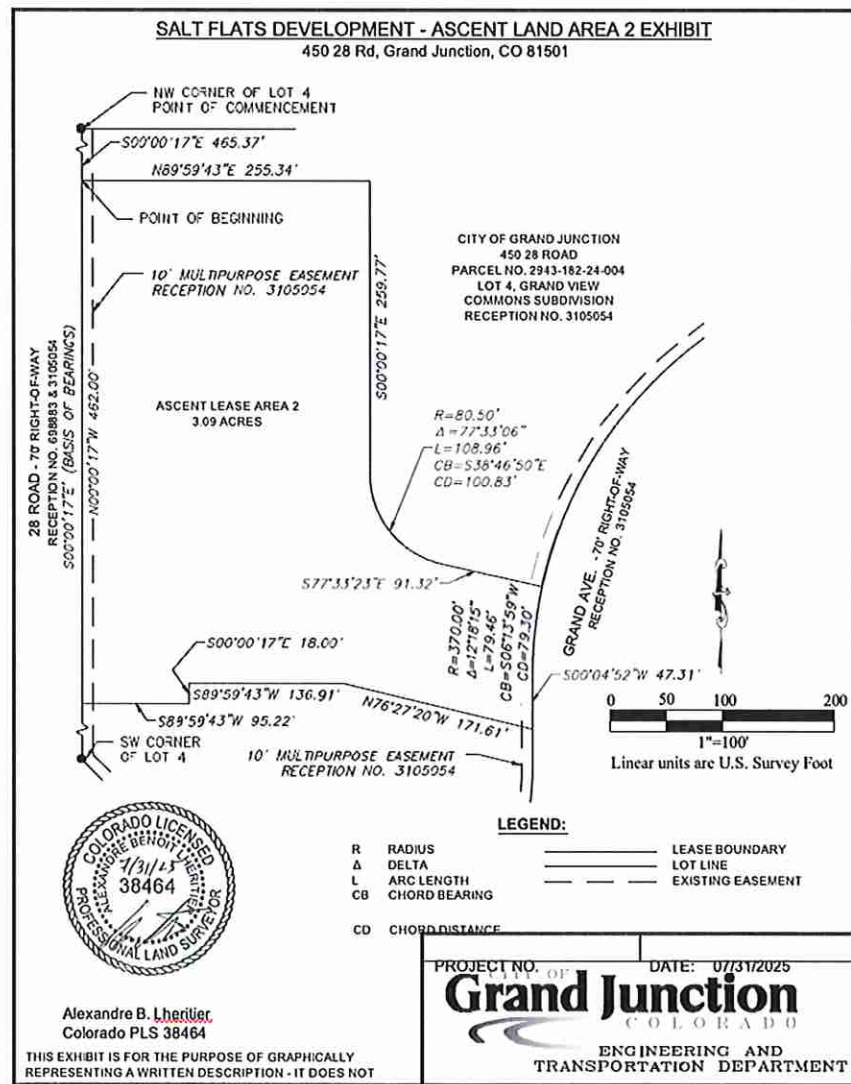 SALT FLATS DEVELOPMENT - ASCENT LAND AREA 2 EXHIBIT
450 28 Rd, Grand Junction, CO 81501
NW CORNER OF LOT 4
POINT OF COMMENCEMENT
S00°00'17"E 465.37'
N89°59'43"E 255.34'
POINT OF BEGINNING
10' MULTIPURPOSE EASEMENT
RECEPTION NO. 3105054
CITY OF GRAND JUNCTION
450 28 ROAD
PARCEL NO. 2943-182-24-004
LOT 4, GRAND VIEW
COMMONS SUBDIVISION
RECEPTION NO. 3105054
28 ROAD - 70' RIGHT-OF-WAY
RECEPTION NO. 698883 & 3105054
S00°00'17"E' (BASIS OF BEARINGS)
N00°00'17"W 462.00'
S00°00'17"E 259.77'
ASCENT LEASE AREA 2
3.09 ACRES
R=80.50'
Δ=77°33'06"
L=108.96'
CB=S38°46'50"E
CD=100.83'
S77°33'23"E 91.32'
GRAND AVE. - 70' RIGHT-OF-WAY
RECEPTION NO. 3105054
R=370.00'
Δ=12°18'15"
L=79.46'
CB=S06°13'59"W
CD=79.30'
S00°00'17"E 18.00'
S89°59'43"W 136.91'
N76°27'20"W 171.61'
S00°04'52"W 47.31'
S89°59'43"W 95.22'
SW CORNER
OF LOT 4
10' MULTIPURPOSE EASEMENT
RECEPTION NO. 3105054
0 50 100 200
1"=100'
Linear units are U.S. Survey Foot
COLORADO LICENSED
ALEXANDRE BENOIT LHERITIER
38464
PROFESSIONAL LAND SURVEYOR
LEGEND:
R RADIUS
Δ DELTA
L ARC LENGTH
CB CHORD BEARING
CD CHORD DISTANCE
LEASE BOUNDARY
LOT LINE
EXISTING EASEMENT
Alexandre B. Lheritier
Colorado PLS 38464
THIS EXHIBIT IS FOR THE PURPOSE OF GRAPHICALLY
REPRESENTING A WRITTEN DESCRIPTION - IT DOES NOT
PROJECT NO. DATE: 07/31/2025
CITY OF
Grand Junction
COLORADO
ENGINEERING AND
TRANSPORTATION DEPARTMENT